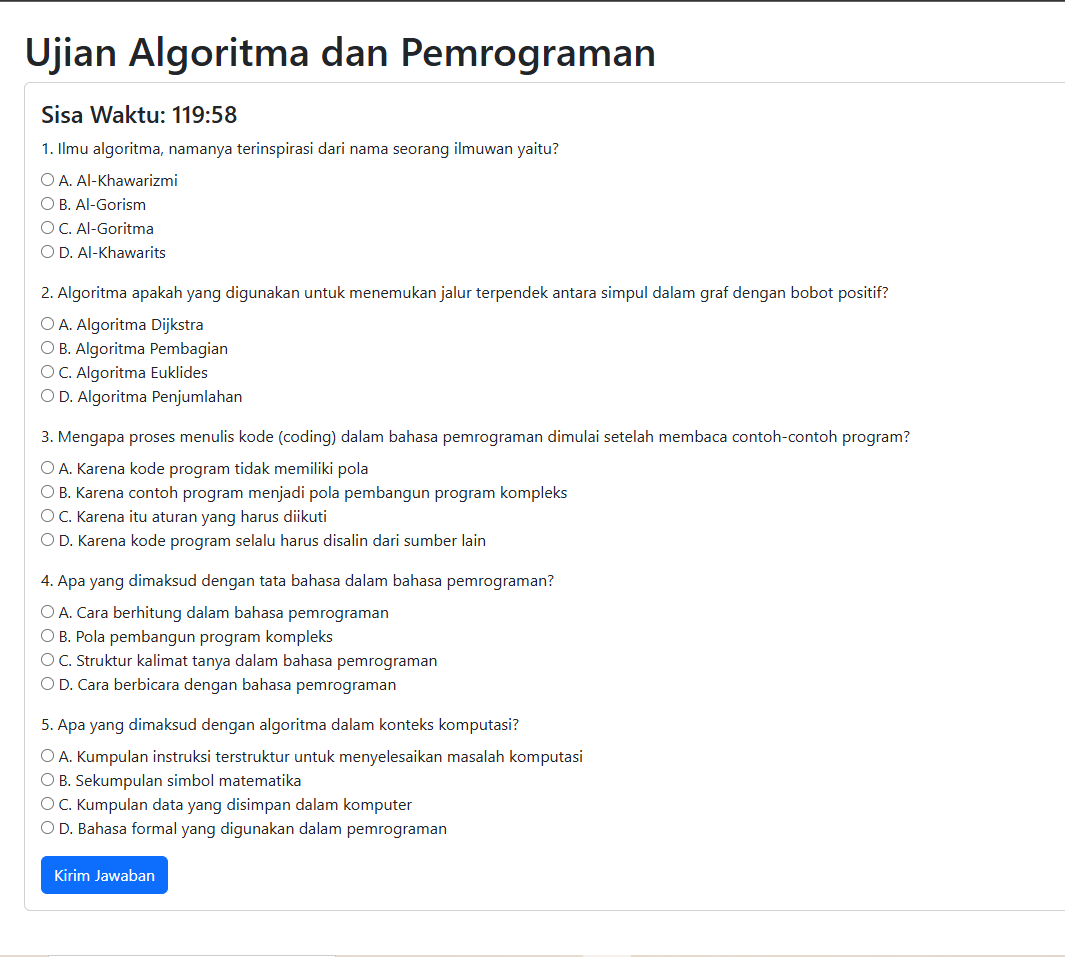 Ujian Algoritma dan Pemrograman
Sisa Waktu: 119:58
1. Ilmu algoritma, namanya terinspirasi dari nama seorang ilmuwan yaitu?
A. Al-Khawarizmi
B. Al-Gorism
C. Al-Goritma
D. Al-Khawarits
2. Algoritma apakah yang digunakan untuk menemukan jalur terpendek antara simpul dalam graf dengan bobot positif?
A. Algoritma Dijkstra
B. Algoritma Pembagian
C. Algoritma Euklides
D. Algoritma Penjumlahan
3. Mengapa proses menulis kode (coding) dalam bahasa pemrograman dimulai setelah membaca contoh-contoh program?
A. Karena kode program tidak memiliki pola
B. Karena contoh program menjadi pola pembangun program kompleks
C. Karena itu aturan yang harus diikuti
D. Karena kode program selalu harus disalin dari sumber lain
4. Apa yang dimaksud dengan tata bahasa dalam bahasa pemrograman?
A. Cara berhitung dalam bahasa pemrograman
B. Pola pembangun program kompleks
C. Struktur kalimat tanya dalam bahasa pemrograman
D. Cara berbicara dengan bahasa pemrograman
5. Apa yang dimaksud dengan algoritma dalam konteks komputasi?
A. Kumpulan instruksi terstruktur untuk menyelesaikan masalah komputasi
B. Sekumpulan simbol matematika
C. Kumpulan data yang disimpan dalam komputer
D. Bahasa formal yang digunakan dalam pemrograman
Kirim Jawaban